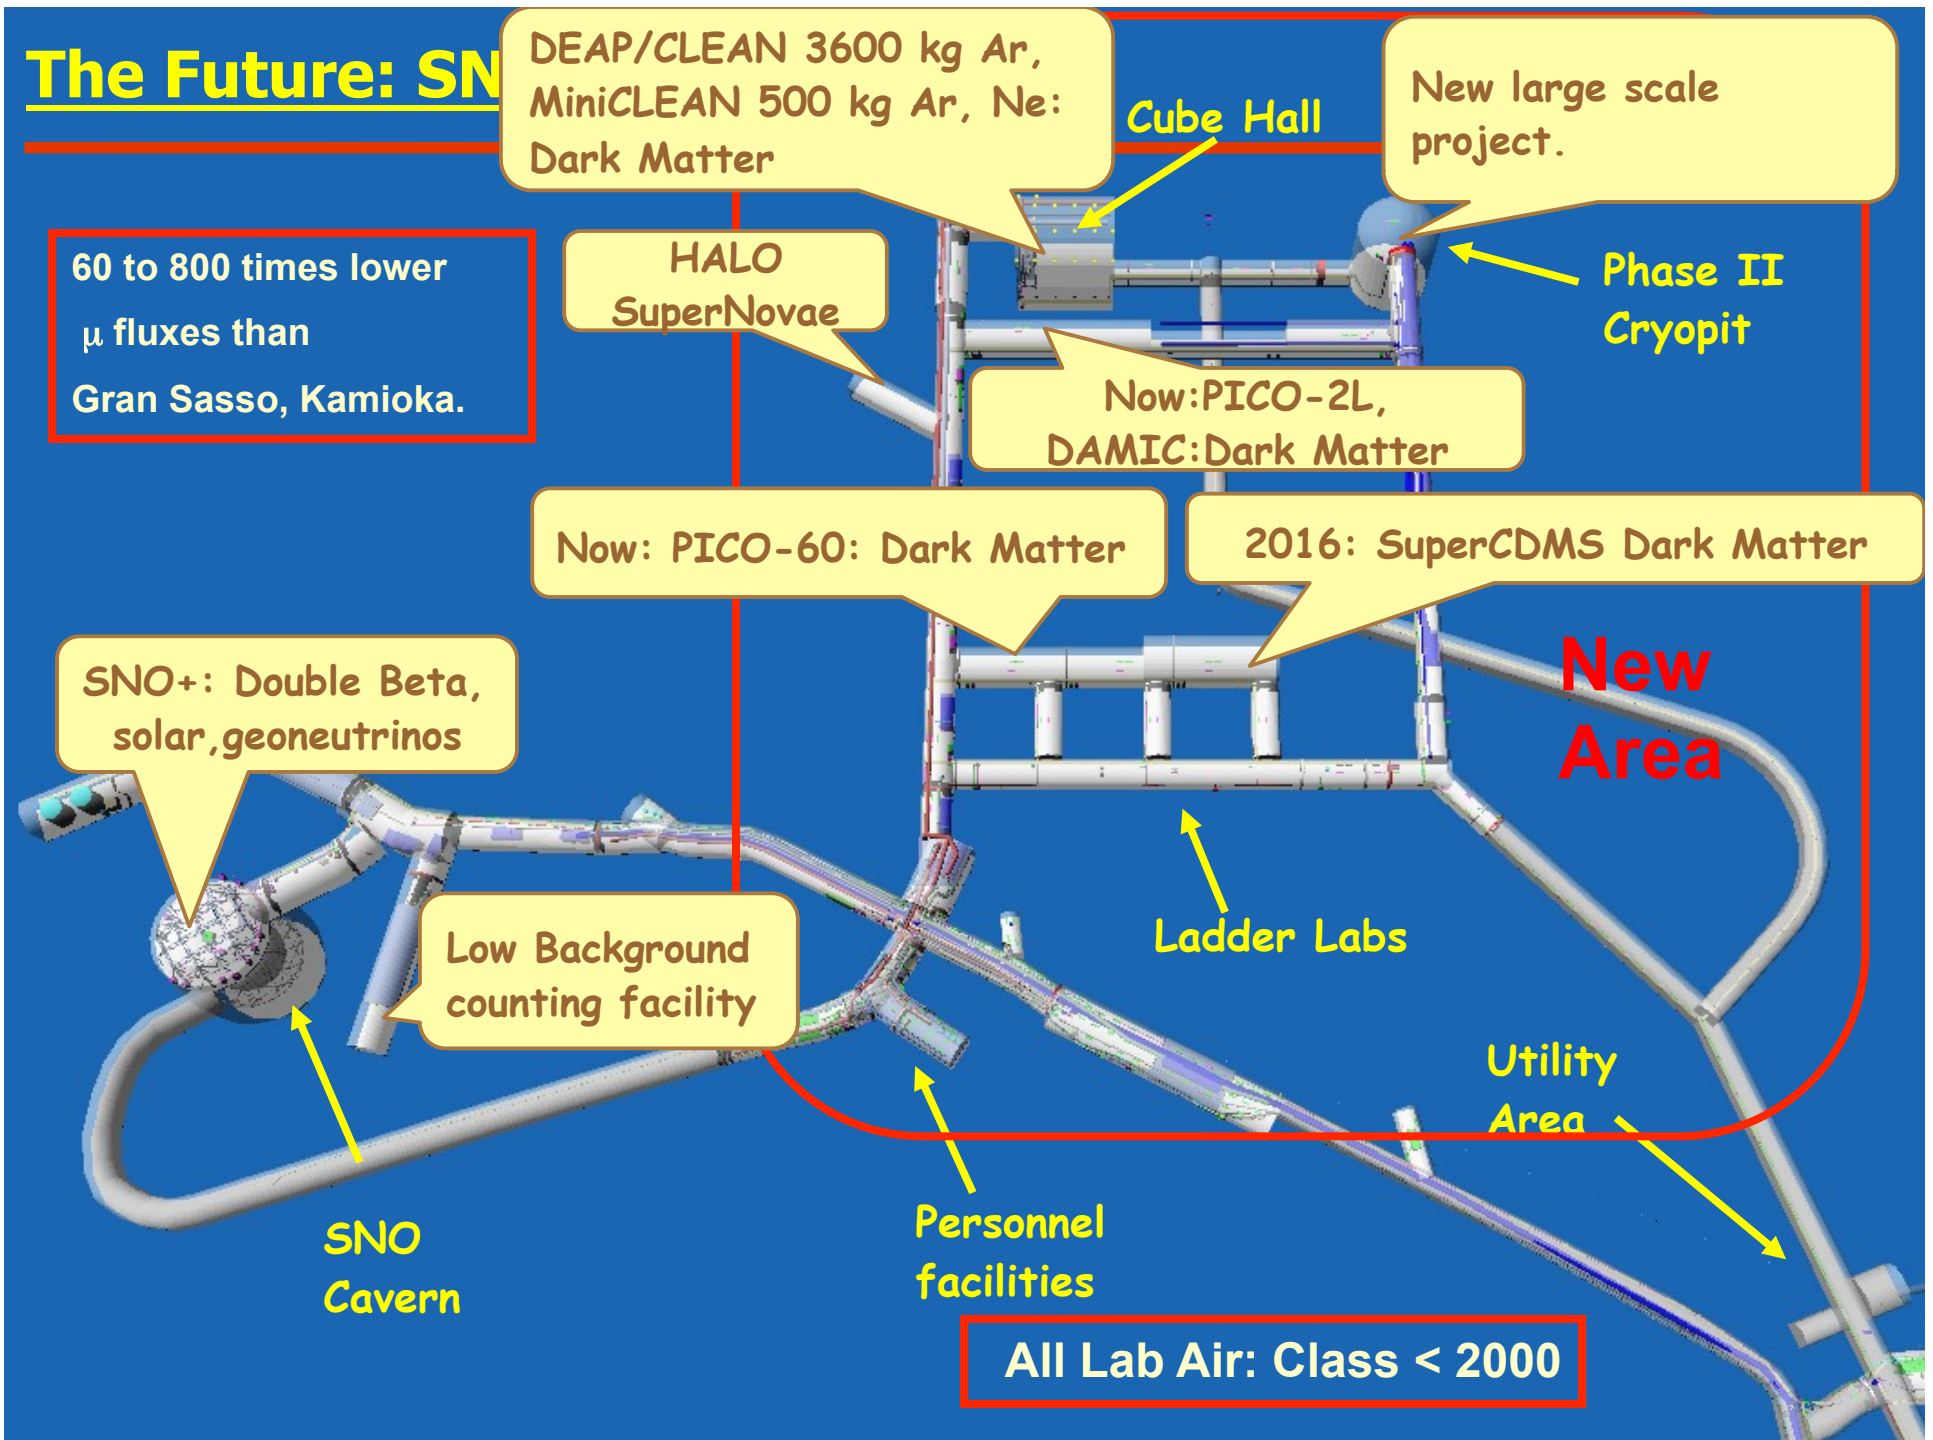 The Future: SN
DEAP/CLEAN 3600 kg Ar,
MiniCLEAN 500 kg Ar, Ne:
Dark Matter
Cube Hall
New large scale
project.
60 to 800 times lower
μ fluxes than
Gran Sasso, Kamioka.
HALO
SuperNovae
Phase II
Cryopit
Now:PICO-2L,
DAMIC:Dark Matter
Now: PICO-60: Dark Matter
2016: SuperCDMS Dark Matter
SNO+: Double Beta,
solar,geoneutrinos
New
Area
Low Background
counting facility
Ladder Labs
Utility
Area
SNO
Cavern
Personnel
facilities
All Lab Air: Class < 2000